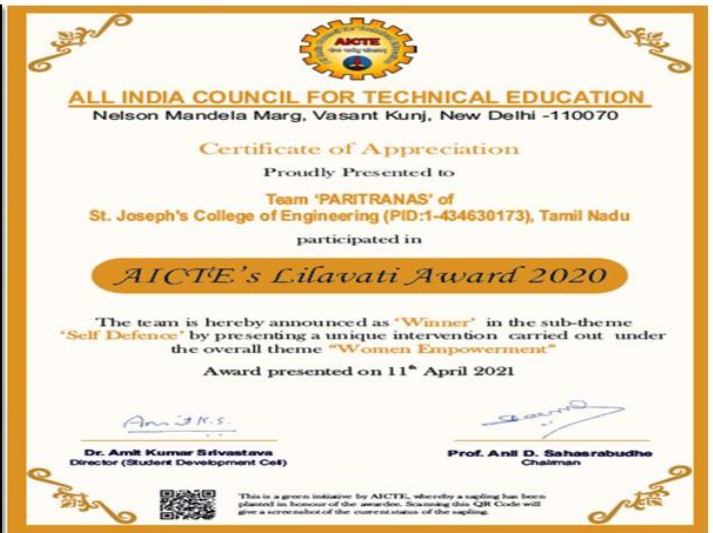 AICTE
ALL INDIA COUNCIL FOR TECHNICAL EDUCATION
Nelson Mandela Marg, Vasant Kunj, New Delhi -110070
Certificate of Appreciation
Proudly Presented to
Team ‘PARITRANAS’ of
St. Joseph's College of Engineering (PID:1-434630173), Tamil Nadu
participated in
AICTE’s Lilavati Award 2020
The team is hereby announced as ‘Winner’ in the sub-theme
‘Self Defence’ by presenting a unique intervention carried out under
the overall theme “Women Empowerment”
Award presented on 11th April 2021
Amit K.S.
Dr. Amit Kumar Srivastava
Director (Student Development Cell)
Prof. Anil D. Sahasrabudhe
Chairman
This is a green initiative by AICTE, whereby a sapling has been
planted in honour of the awardee. Scanning this QR Code will
give a screenshot of the current status of the sapling.